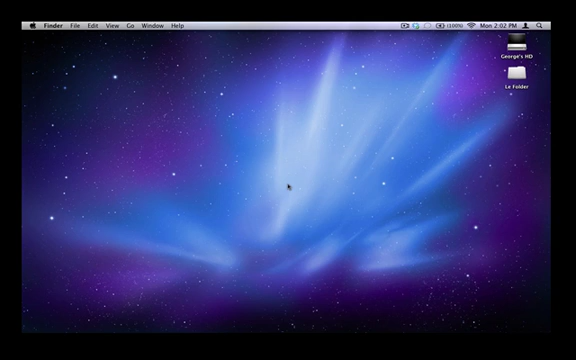 Finder File Edit View Go Window Help (100%) Mon 2:02 PM
George's HD
Le Folder